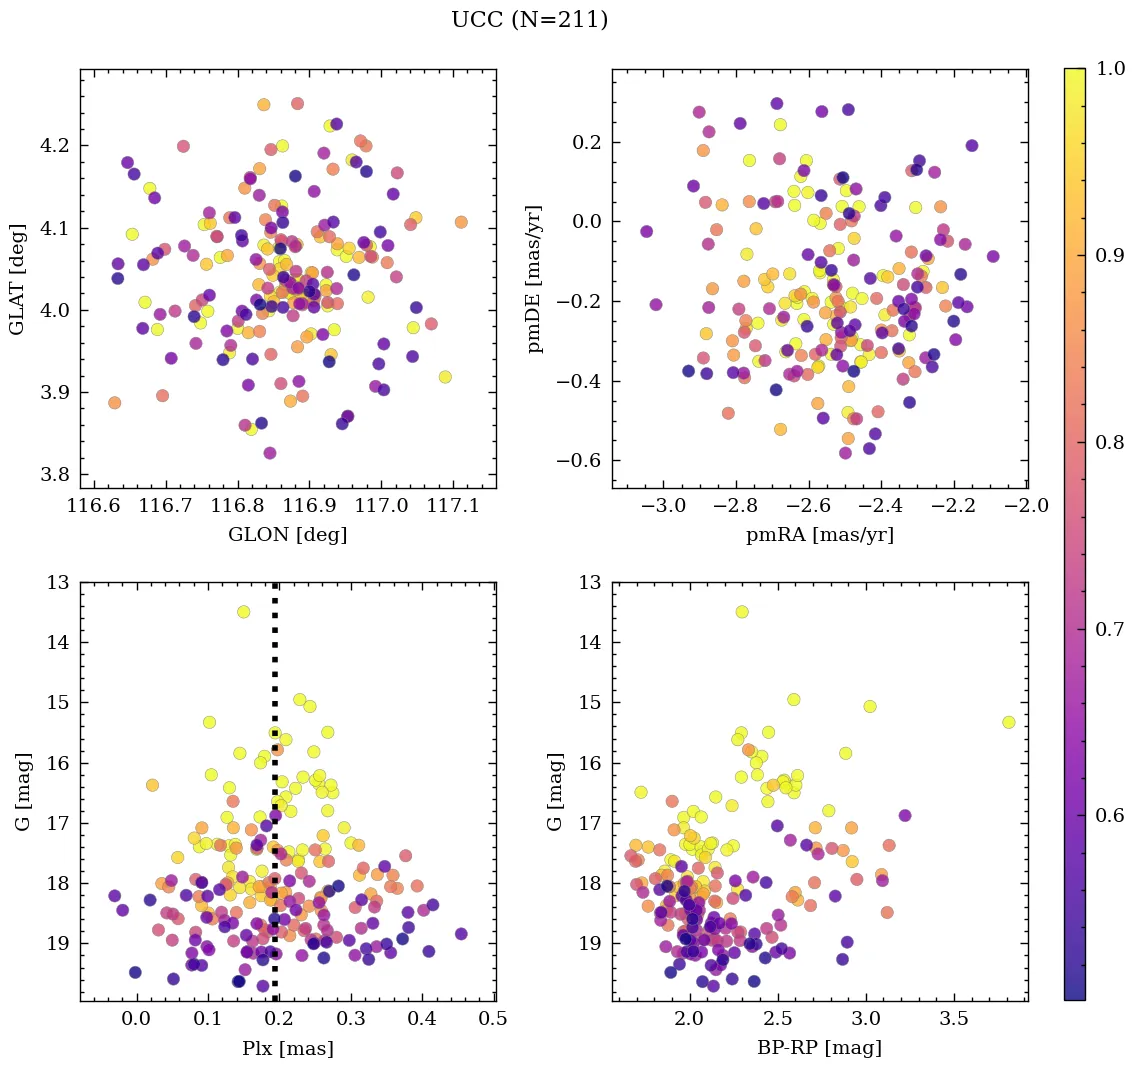 UCC (N=211)
4.2
4.1
4.0
3.9
3.8
GLAT [deg]
116.6 116.7 116.8 116.9 117.0 117.1
GLON [deg]
0.2
0.0
−0.2
−0.4
−0.6
pmDE [mas/yr]
−3.0 −2.8 −2.6 −2.4 −2.2 −2.0
pmRA [mas/yr]
13
14
15
16
17
18
19
G [mag]
0.0 0.1 0.2 0.3 0.4 0.5
Plx [mas]
13
14
15
16
17
18
19
G [mag]
2.0 2.5 3.0 3.5
BP-RP [mag]
1.0
0.9
0.8
0.7
0.6